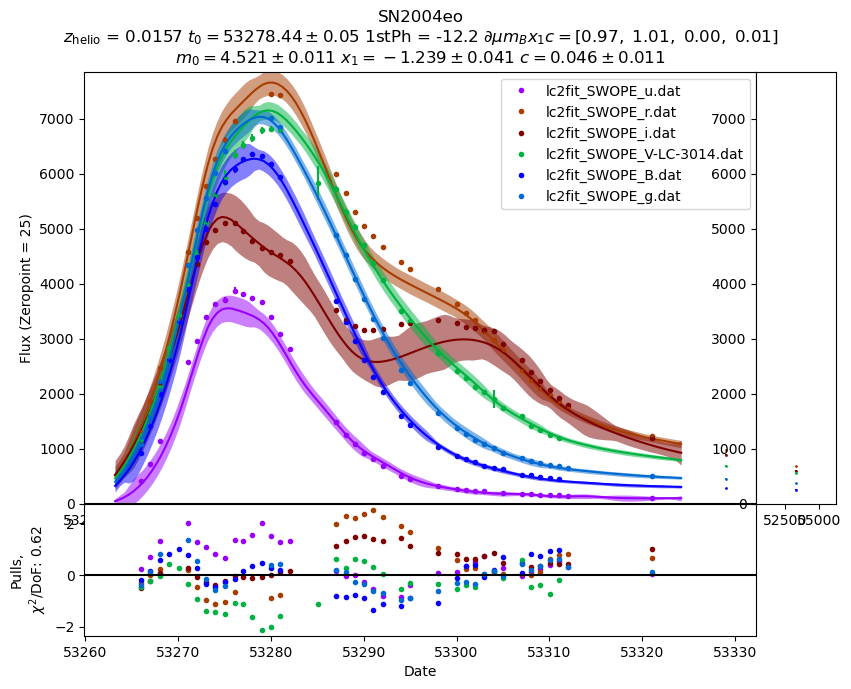 SN2004eo
z_helio = 0.0157 t_0 = 53278.44 ± 0.05 1stPh = -12.2 ∂μm_Bx_1c = [0.97, 1.01, 0.00, 0.01]
m_0 = 4.521 ± 0.011 x_1 = −1.239 ± 0.041 c = 0.046 ± 0.011
lc2fit_SWOPE_u.dat
lc2fit_SWOPE_r.dat
lc2fit_SWOPE_i.dat
lc2fit_SWOPE_V-LC-3014.dat
lc2fit_SWOPE_B.dat
lc2fit_SWOPE_g.dat
Flux (Zeropoint = 25)
7000
6000
5000
4000
3000
2000
1000
0
7000
6000
5000
4000
3000
2000
1000
0
52500
55000
Pulls,
χ²/DoF: 0.62
2
0
−2
53260
53270
53280
53290
53300
53310
53320
53330
Date